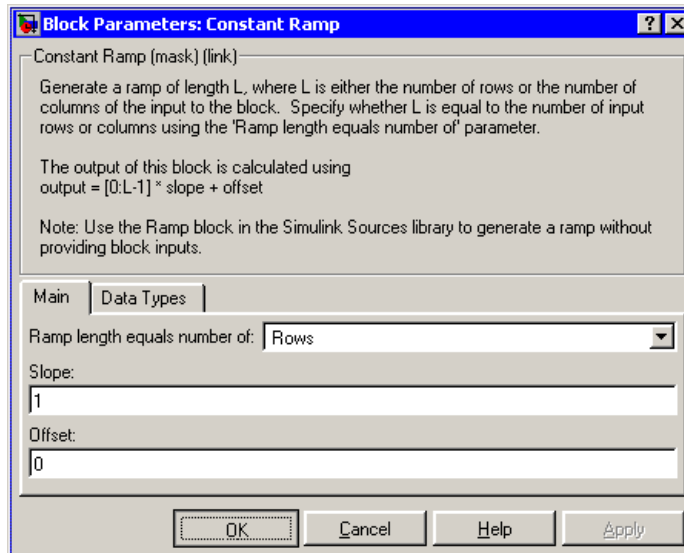 Block Parameters: Constant Ramp
Constant Ramp (mask) (link)
Generate a ramp of length L, where L is either the number of rows or the number of
columns of the input to the block.  Specify whether L is equal to the number of input
rows or columns using the 'Ramp length equals number of' parameter.
The output of this block is calculated using
output = [0:L-1] * slope + offset
Note: Use the Ramp block in the Simulink Sources library to generate a ramp without
providing block inputs.
Main Data Types
Ramp length equals number of: Rows
Slope:
1
Offset:
0
OK Cancel Help Apply